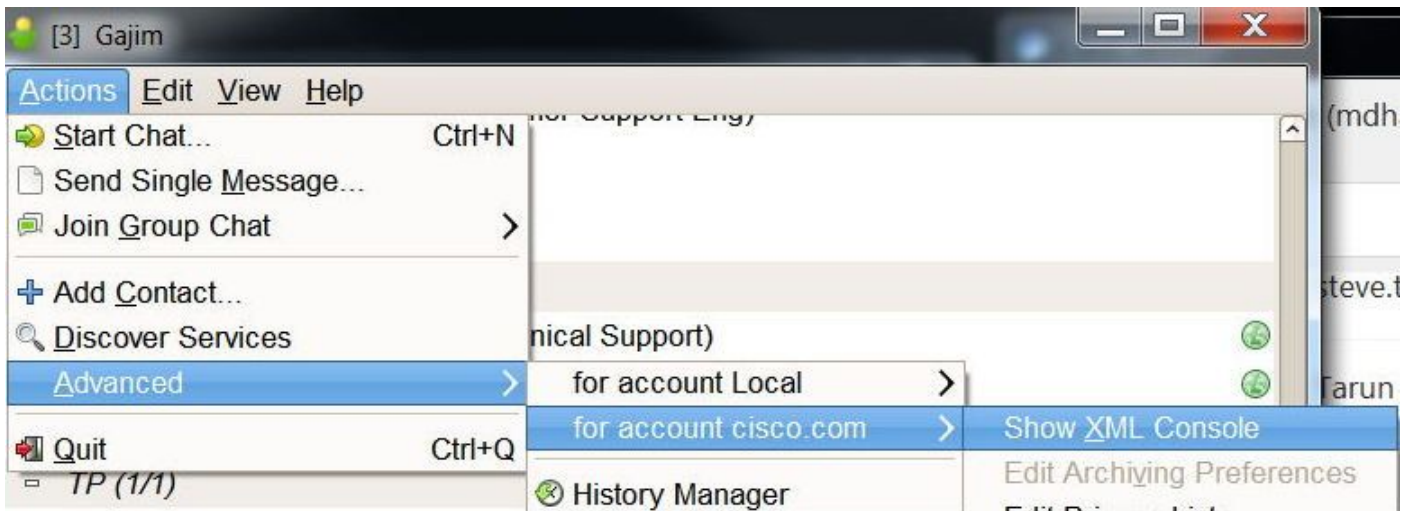 [3] Gajim
Actions Edit View Help
Start Chat... Ctrl+N
Support Eng)
(mdh
Send Single Message...
Join Group Chat
Add Contact...
steve.t
Discover Services
nical Support)
Advanced
for account Local
Tarun
for account cisco.com
Show XML Console
Quit Ctrl+Q
Edit Archiving Preferences
TP (1/1)
History Manager